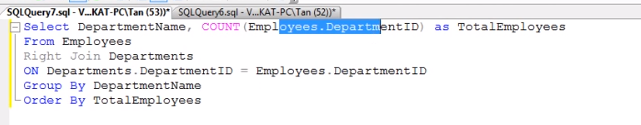 SQLQuery7.sql - V...KAT-PC\Tan (53))* SQLQuery6.sql - V...KAT-PC\Tan (52))*
Select DepartmentName, COUNT(Employees.DepartmentID) as TotalEmployees
From Employees
Right Join Departments
ON Departments.DepartmentID = Employees.DepartmentID
Group By DepartmentName
Order By TotalEmployees